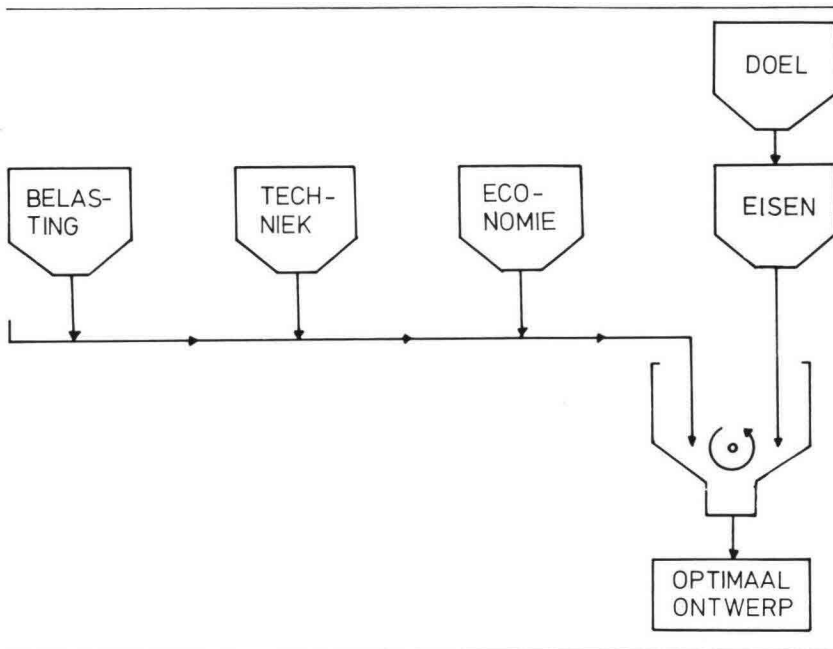 DOEL
BELAS-
TING
TECH-
NIEK
ECO-
NOMIE
EISEN
OPTIMAAL
ONTWERP